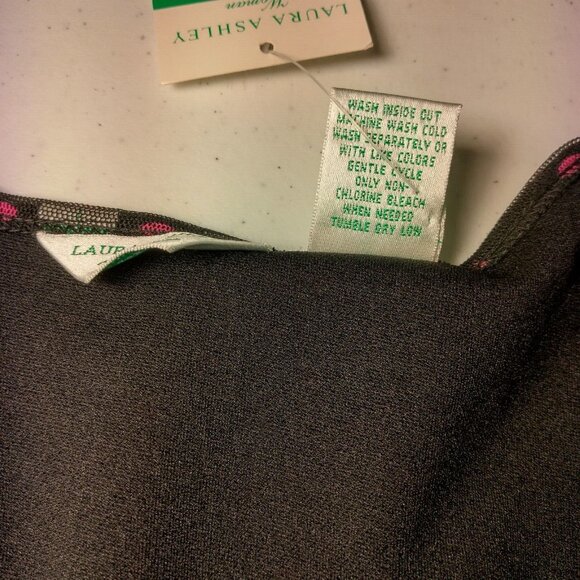 LAURA ASHLEY
Woman
WASH INSIDE OUT
MACHINE WASH COLD
WASH SEPARATELY OR
WITH LIKE COLORS
GENTLE CYCLE
ONLY NON-
CHLORINE BLEACH
WHEN NEEDED
TUMBLE DRY LOW
LAURA